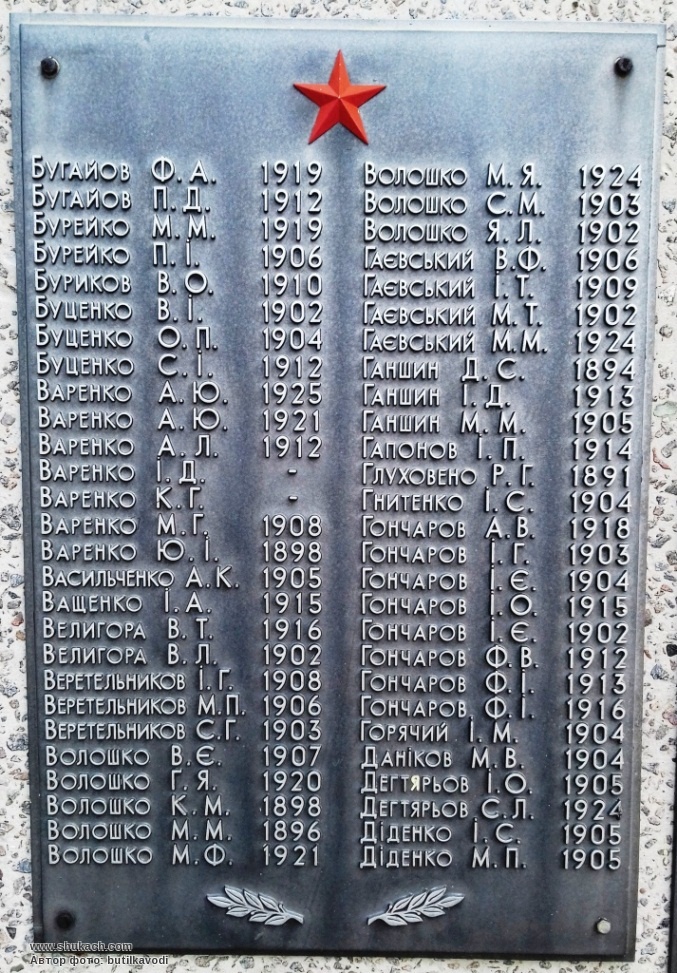 Бугайов Ф.А. 1919
Бугайов П.Д. 1912
Бурейко М.М. 1919
Бурейко П.І. 1906
Буриков В.О. 1910
Буценко В.І. 1902
Буценко О.П. 1904
Буценко С.І. 1912
Варенко А.Ю. 1925
Варенко А.Ю. 1921
Варенко А.Л. 1912
Варенко І.Д. -
Варенко К.Г. -
Варенко М.Г. 1908
Варенко Ю.І. 1898
Васильченко А.К. 1905
Ващенко І.А. 1915
Велигора В.Т. 1916
Велигора В.Л. 1902
Веретельников І.Г. 1908
Веретельников М.П. 1906
Веретельников С.Г. 1903
Волошко В.Є. 1907
Волошко Г.Я. 1920
Волошко К.М. 1898
Волошко М.М. 1896
Волошко М.Ф. 1921
Волошко М.Я. 1924
Волошко С.М. 1903
Волошко Я.Л. 1902
Гаєвський В.Ф. 1906
Гаєвський І.Т. 1909
Гаєвський М.Т. 1902
Гаєвський М.М. 1924
Ганшин Д.С. 1894
Ганшин Г.Д. 1913
Ганшин М.М. 1905
Гапонов І.П. 1914
Глуховено Р.Г. 1891
Гнитенко І.С. 1904
Гончаров А.В. 1918
Гончаров І.Г. 1903
Гончаров І.Є. 1904
Гончаров І.О. 1915
Гончаров І.Є. 1902
Гончаров Ф.В. 1912
Гончаров Ф.І. 1913
Гончаров Ф.І. 1916
Горячий І.М. 1904
Даніков М.В. 1904
Дегтярьов І.О. 1905
Дегтярьов С.Л. 1924
Діденко І.С. 1905
Діденко М.П. 1905
www.shukach.com
Автор фото: butilkavodi